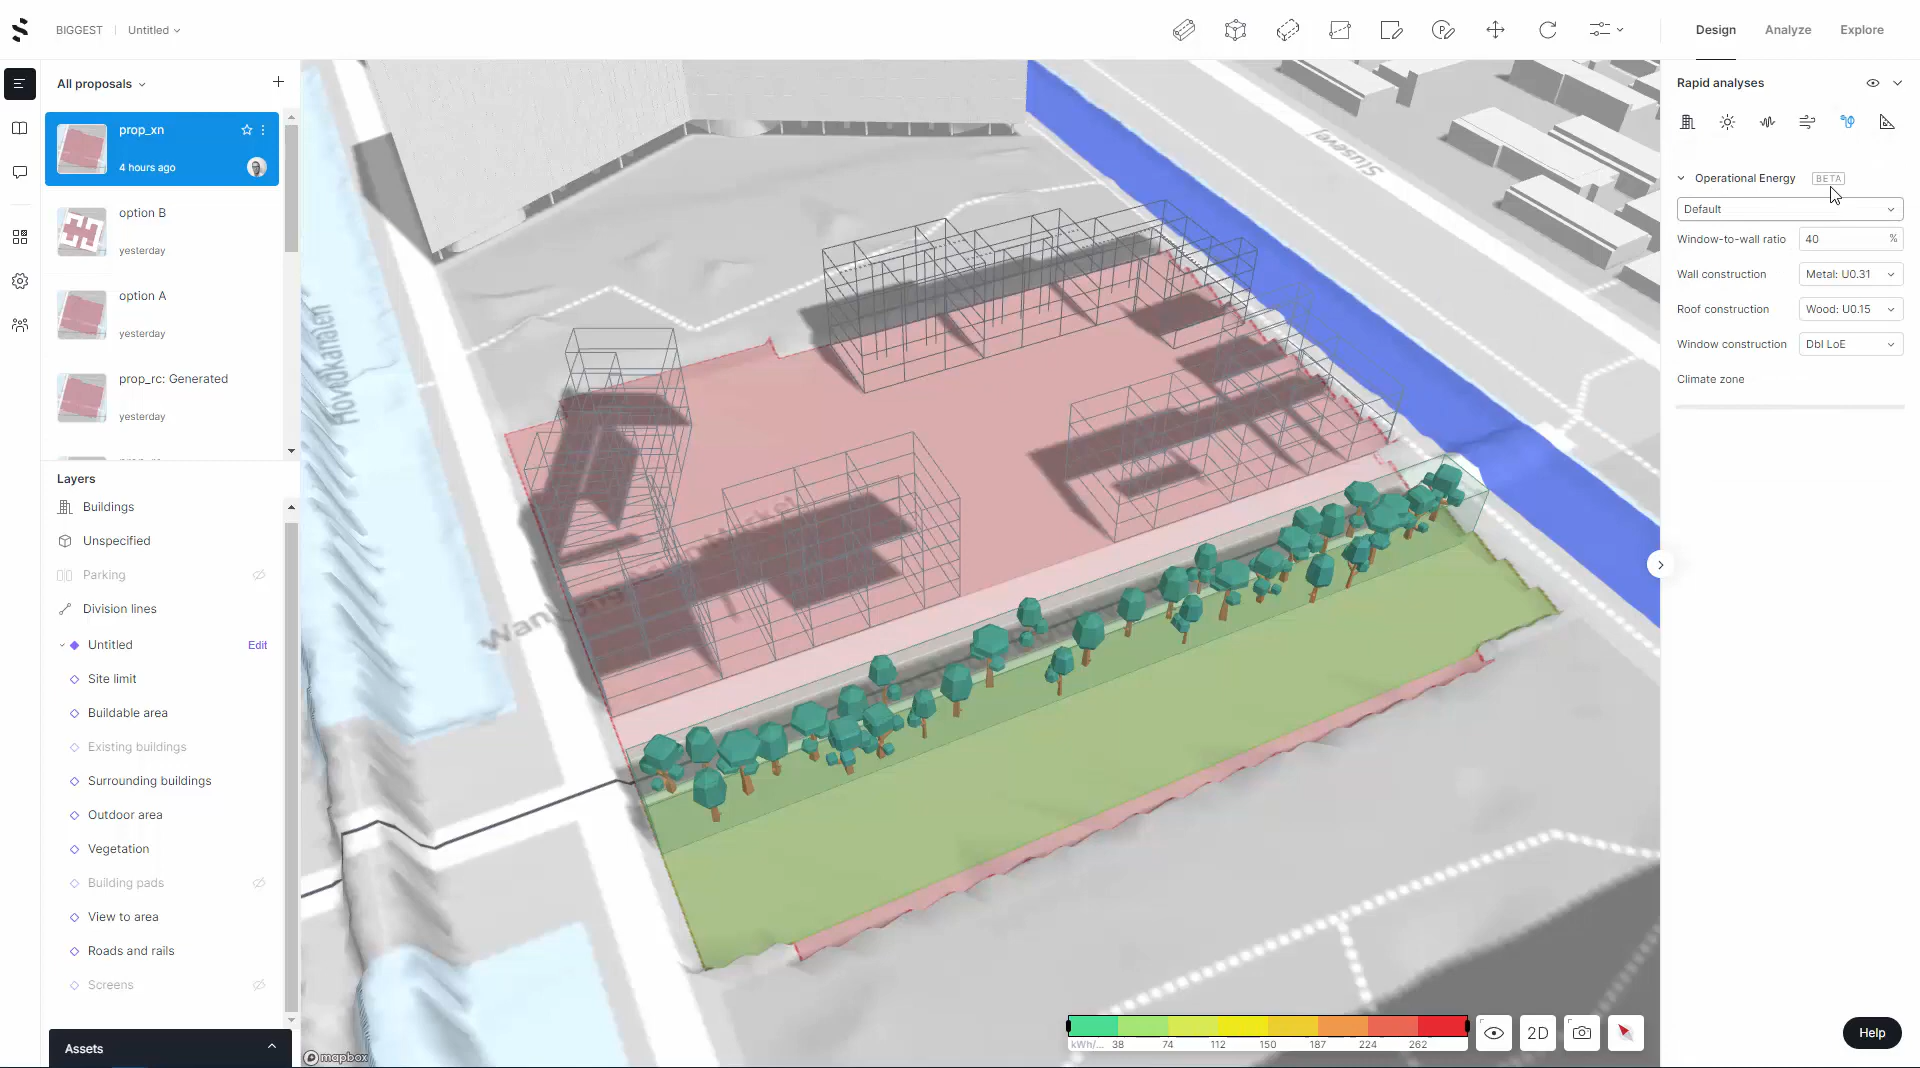 BIGGEST
Untitled
Design
Analyze
Explore
All proposals
prop_xn
4 hours ago
option B
yesterday
option A
yesterday
prop_rc: Generated
yesterday
Layers
Buildings
Unspecified
Parking
Division lines
Untitled
Edit
Site limit
Buildable area
Existing buildings
Surrounding buildings
Outdoor area
Vegetation
Building pads
View to area
Roads and rails
Screens
Assets
Hovudkanalen
mapbox
kWh/...
38
74
112
150
187
224
262
2D
Rapid analyses
Operational Energy
BETA
Default
Window-to-wall ratio
40
%
Wall construction
Metal: U0.31
Roof construction
Wood: U0.15
Window construction
Dbl LoE
Climate zone
Help